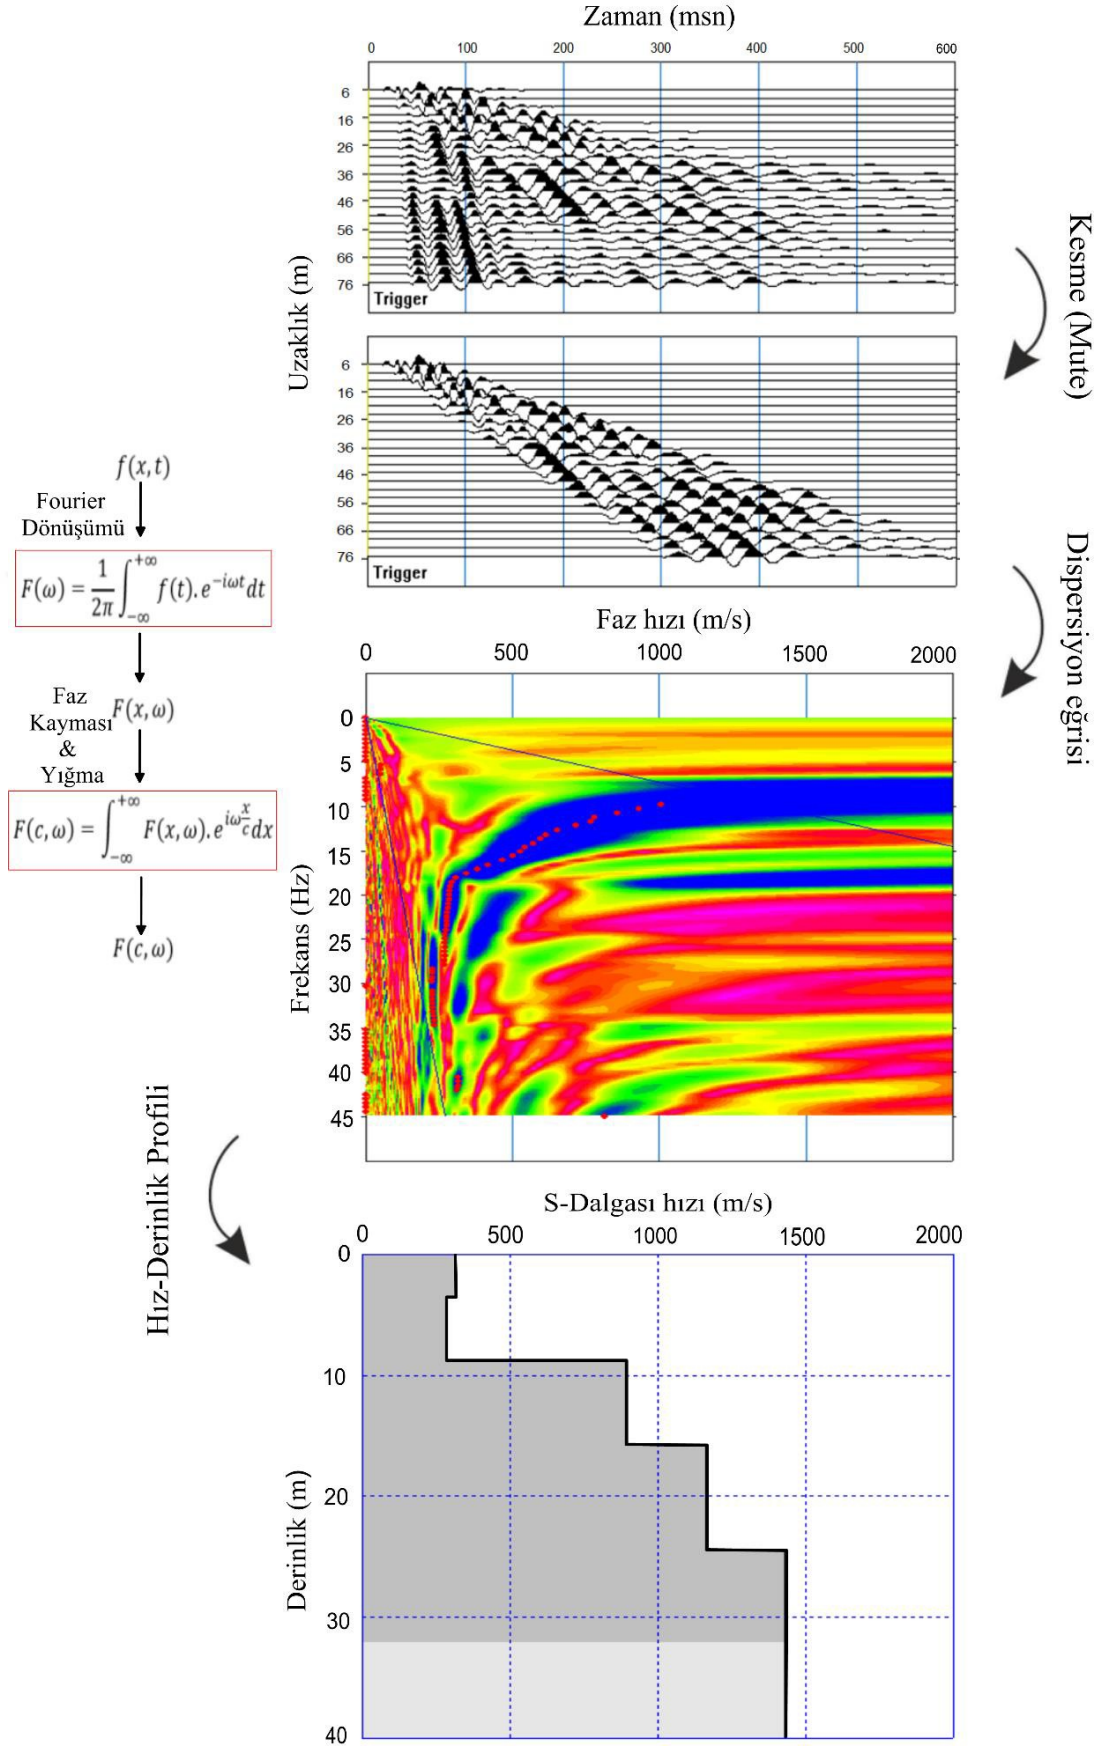 Zaman (msn)
0 100 200 300 400 500 600
6
16
26
36
46
56
66
76
Trigger
Uzaklık (m)
Kesme (Mute)
6
16
26
36
46
56
66
76
Trigger
f(x,t)
Fourier
Dönüşümü
F(ω) = 1/2π ∫_{-∞}^{+∞} f(t). e^{-iωt} dt
Faz
Kayması
&
Yığma
F(x,ω)
F(c,ω) = ∫_{-∞}^{+∞} F(x,ω). e^{iω x/c} dx
F(c,ω)
Dispersiyon eğrisi
Faz hızı (m/s)
0 500 1000 1500 2000
0
5
10
15
20
25
30
35
40
45
Frekans (Hz)
Hız-Derinlik Profili
S-Dalgası hızı (m/s)
0 500 1000 1500 2000
0
10
20
30
40
Derinlik (m)